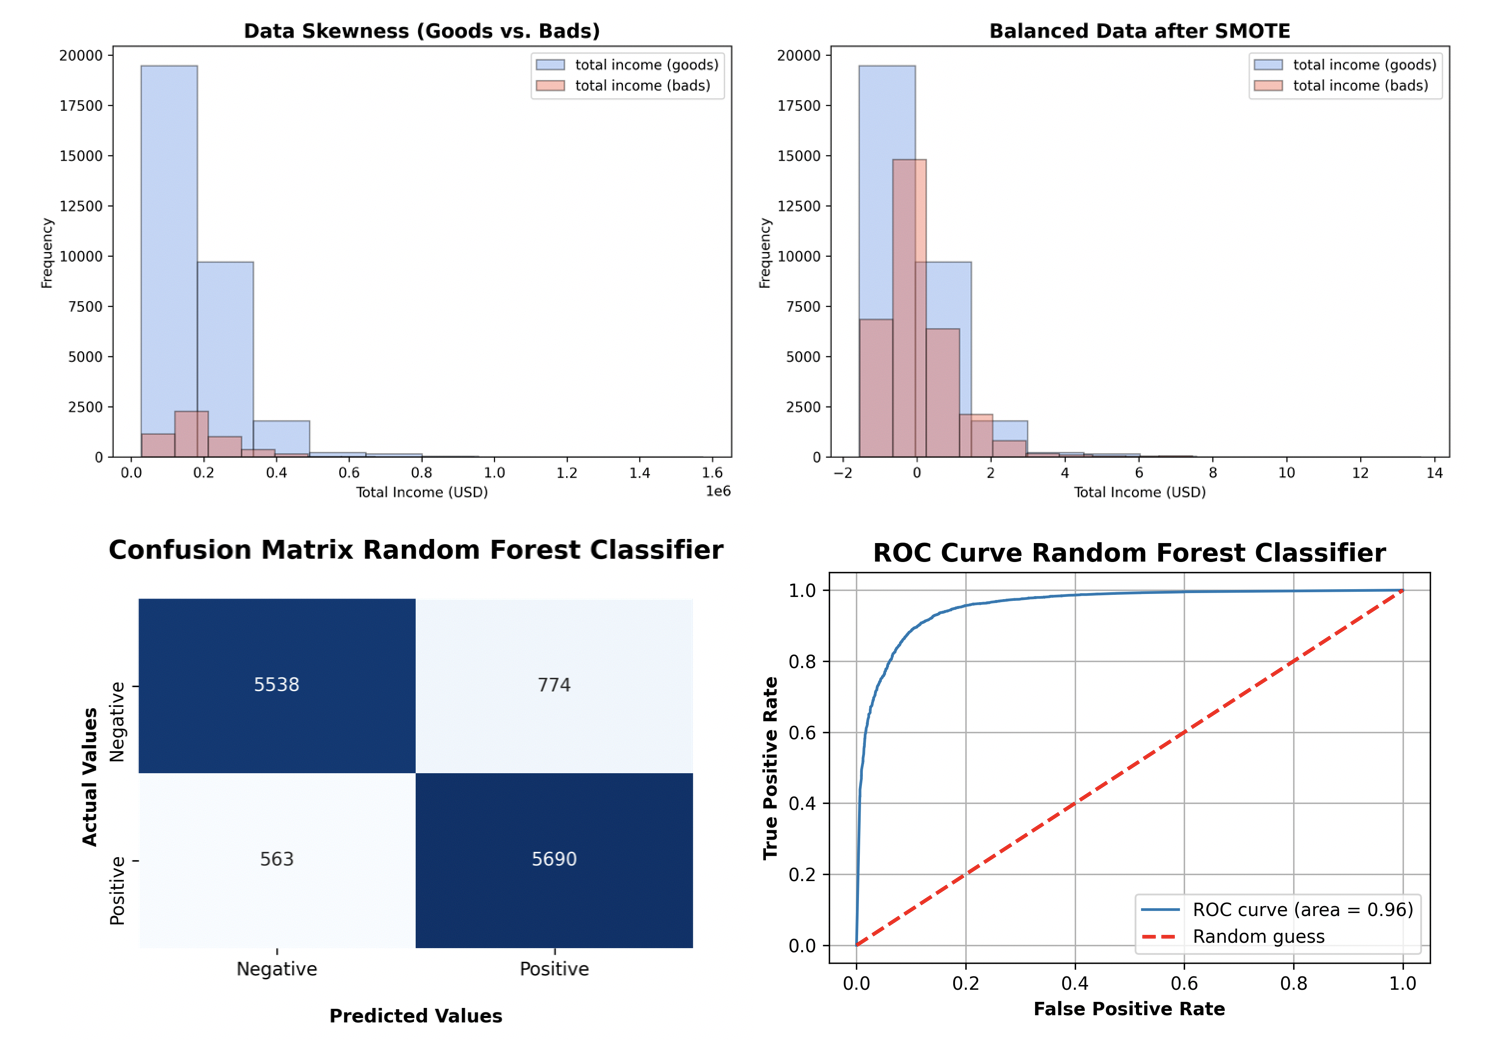 Data Skewness (Goods vs. Bads)
20000
17500
15000
12500
10000
7500
5000
2500
0
Frequency
total income (goods)
total income (bads)
0.0 0.2 0.4 0.6 0.8 1.0 1.2 1.4 1.6
1e6
Total Income (USD)
Balanced Data after SMOTE
20000
17500
15000
12500
10000
7500
5000
2500
0
Frequency
total income (goods)
total income (bads)
−2 0 2 4 6 8 10 12 14
Total Income (USD)
Confusion Matrix Random Forest Classifier
Actual Values
Negative
5538 774
Positive
563 5690
Negative Positive
Predicted Values
ROC Curve Random Forest Classifier
True Positive Rate
1.0
0.8
0.6
0.4
0.2
0.0
ROC curve (area = 0.96)
Random guess
0.0 0.2 0.4 0.6 0.8 1.0
False Positive Rate